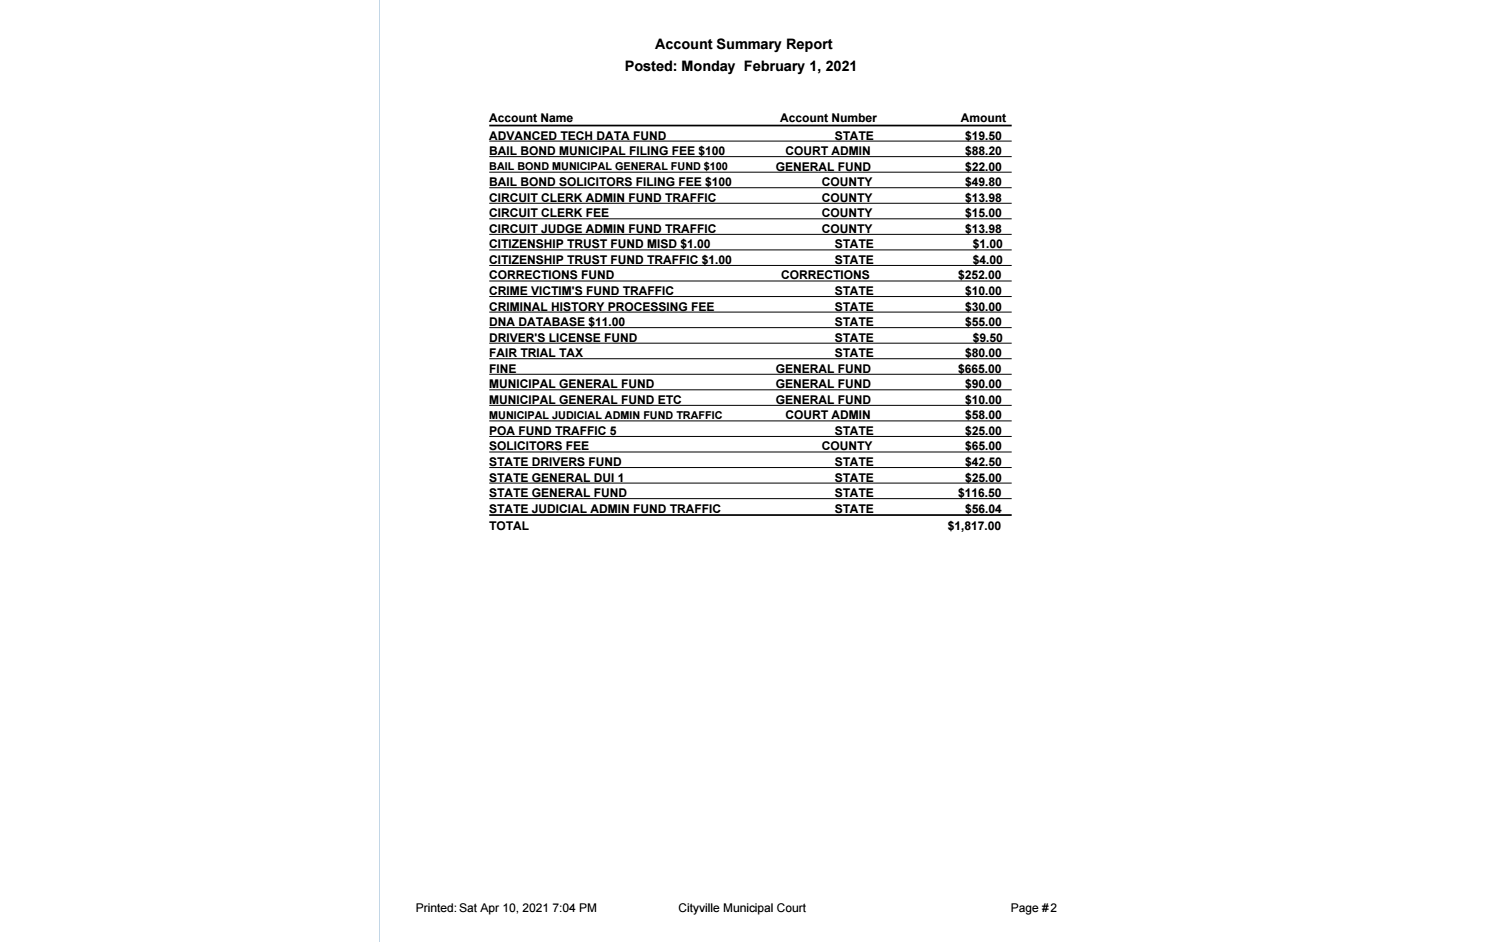 Account Summary Report
Posted: Monday February 1, 2021
Account Name Account Number Amount
ADVANCED TECH DATA FUND STATE $19.50
BAIL BOND MUNICIPAL FILING FEE $100 COURT ADMIN $88.20
BAIL BOND MUNICIPAL GENERAL FUND $100 GENERAL FUND $22.00
BAIL BOND SOLICITORS FILING FEE $100 COUNTY $49.80
CIRCUIT CLERK ADMIN FUND TRAFFIC COUNTY $13.98
CIRCUIT CLERK FEE COUNTY $15.00
CIRCUIT JUDGE ADMIN FUND TRAFFIC COUNTY $13.98
CITIZENSHIP TRUST FUND MISD $1.00 STATE $1.00
CITIZENSHIP TRUST FUND TRAFFIC $1.00 STATE $4.00
CORRECTIONS FUND CORRECTIONS $252.00
CRIME VICTIM'S FUND TRAFFIC STATE $10.00
CRIMINAL HISTORY PROCESSING FEE STATE $30.00
DNA DATABASE $11.00 STATE $55.00
DRIVER'S LICENSE FUND STATE $9.50
FAIR TRIAL TAX STATE $80.00
FINE GENERAL FUND $665.00
MUNICIPAL GENERAL FUND GENERAL FUND $90.00
MUNICIPAL GENERAL FUND ETC GENERAL FUND $10.00
MUNICIPAL JUDICIAL ADMIN FUND TRAFFIC COURT ADMIN $58.00
POA FUND TRAFFIC 5 STATE $25.00
SOLICITORS FEE COUNTY $65.00
STATE DRIVERS FUND STATE $42.50
STATE GENERAL DUI 1 STATE $25.00
STATE GENERAL FUND STATE $116.50
STATE JUDICIAL ADMIN FUND TRAFFIC STATE $56.04
TOTAL $1,817.00
Printed: Sat Apr 10, 2021 7:04 PM Cityville Municipal Court Page #2